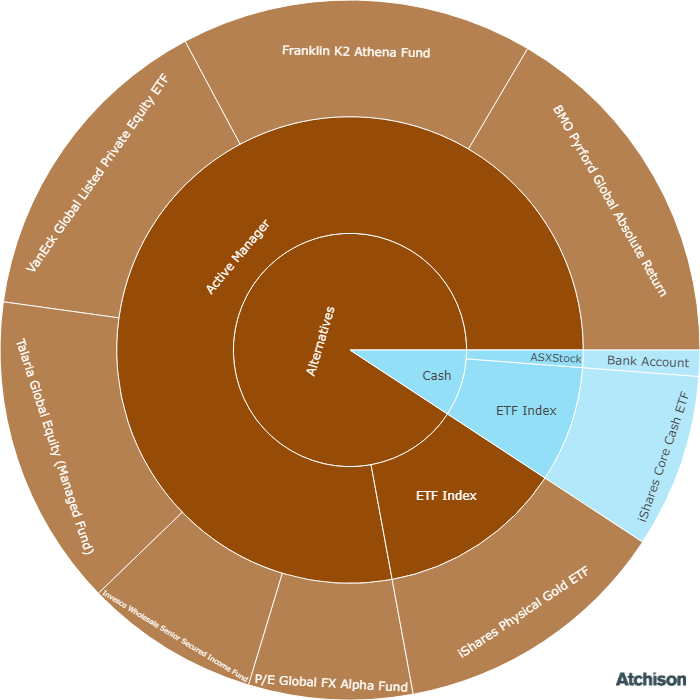 Franklin K2 Athena Fund
BMO Pyrford Global Absolute Return
VanEck Global Listed Private Equity ETF
Active Manager
Alternatives
Talaria Global Equity (Managed Fund)
ASXStock
Bank Account
Cash
ETF Index
iShares Core Cash ETF
ETF Index
iShares Physical Gold ETF
Invesco Wholesale Senior Secured Income Fund
P/E Global FX Alpha Fund
Atchison